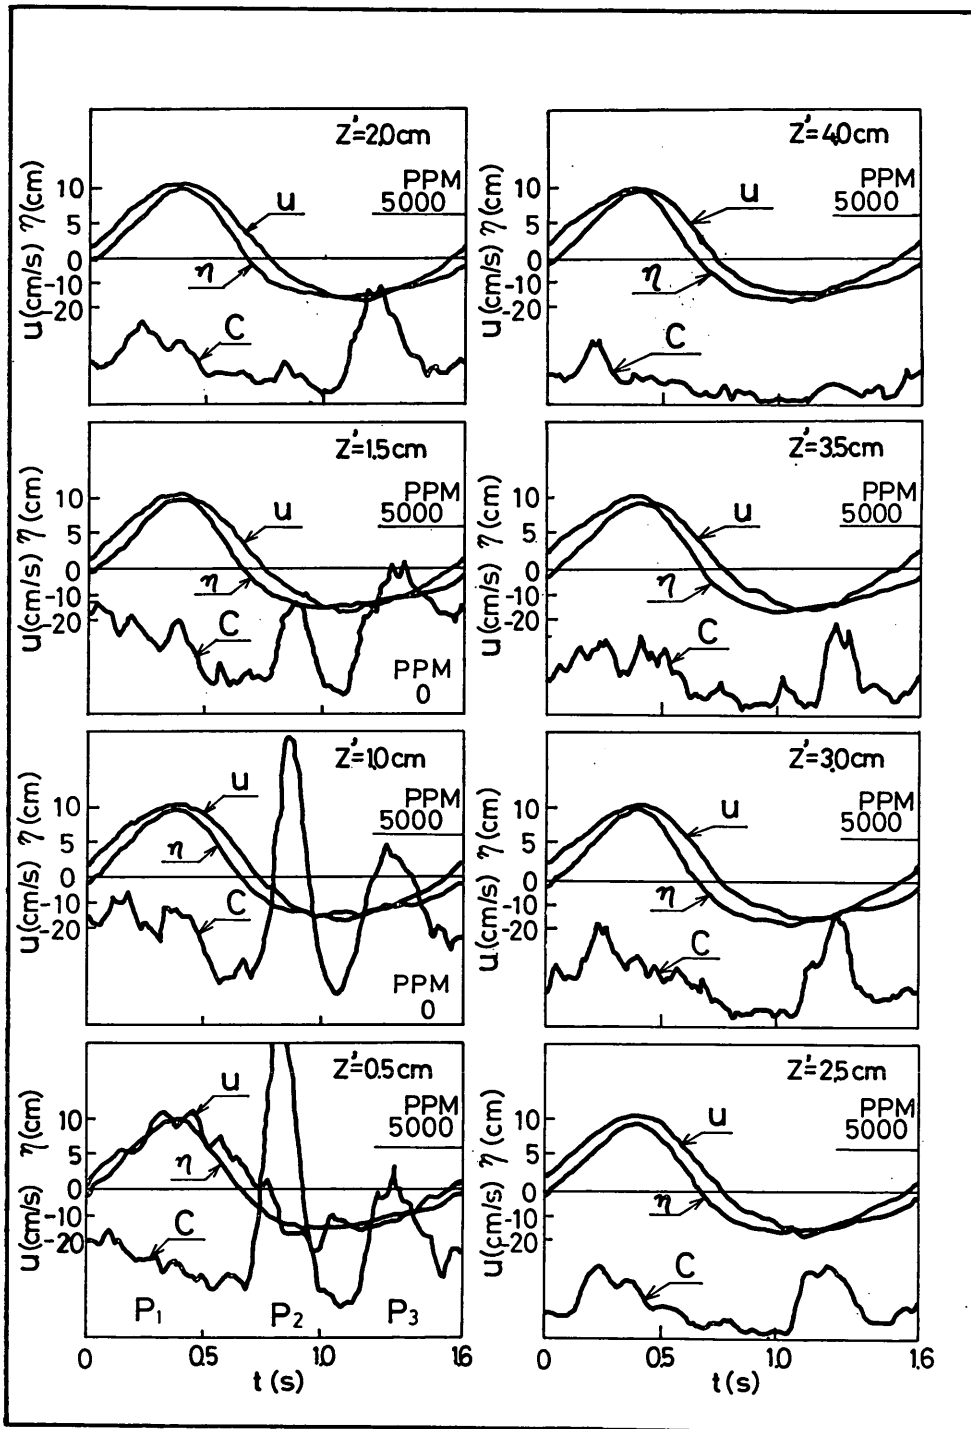 Z'=2.0cm
PPM
5000
u
η
C
u(cm/s) η(cm)
10
5
0
-10
-20
Z'=4.0cm
PPM
5000
u
η
C
u(cm/s) η(cm)
10
5
0
-10
-20
Z'=1.5cm
PPM
5000
u
η
C
PPM
0
u(cm/s) η(cm)
10
5
0
-10
-20
Z'=3.5cm
PPM
5000
u
η
C
u(cm/s) η(cm)
10
5
0
-10
-20
Z'=1.0cm
PPM
5000
u
η
C
PPM
0
u(cm/s) η(cm)
10
5
0
-10
-20
Z'=3.0cm
PPM
5000
u
η
C
u(cm/s) η(cm)
10
5
0
-10
-20
Z'=0.5cm
PPM
5000
u
η
C
P1 P2 P3
u(cm/s) η(cm)
10
5
0
-10
-20
0 0.5 1.0 1.6
t (s)
Z'=2.5cm
PPM
5000
u
η
C
u(cm/s) η(cm)
10
5
0
-10
-20
0 0.5 1.0 1.6
t (s)